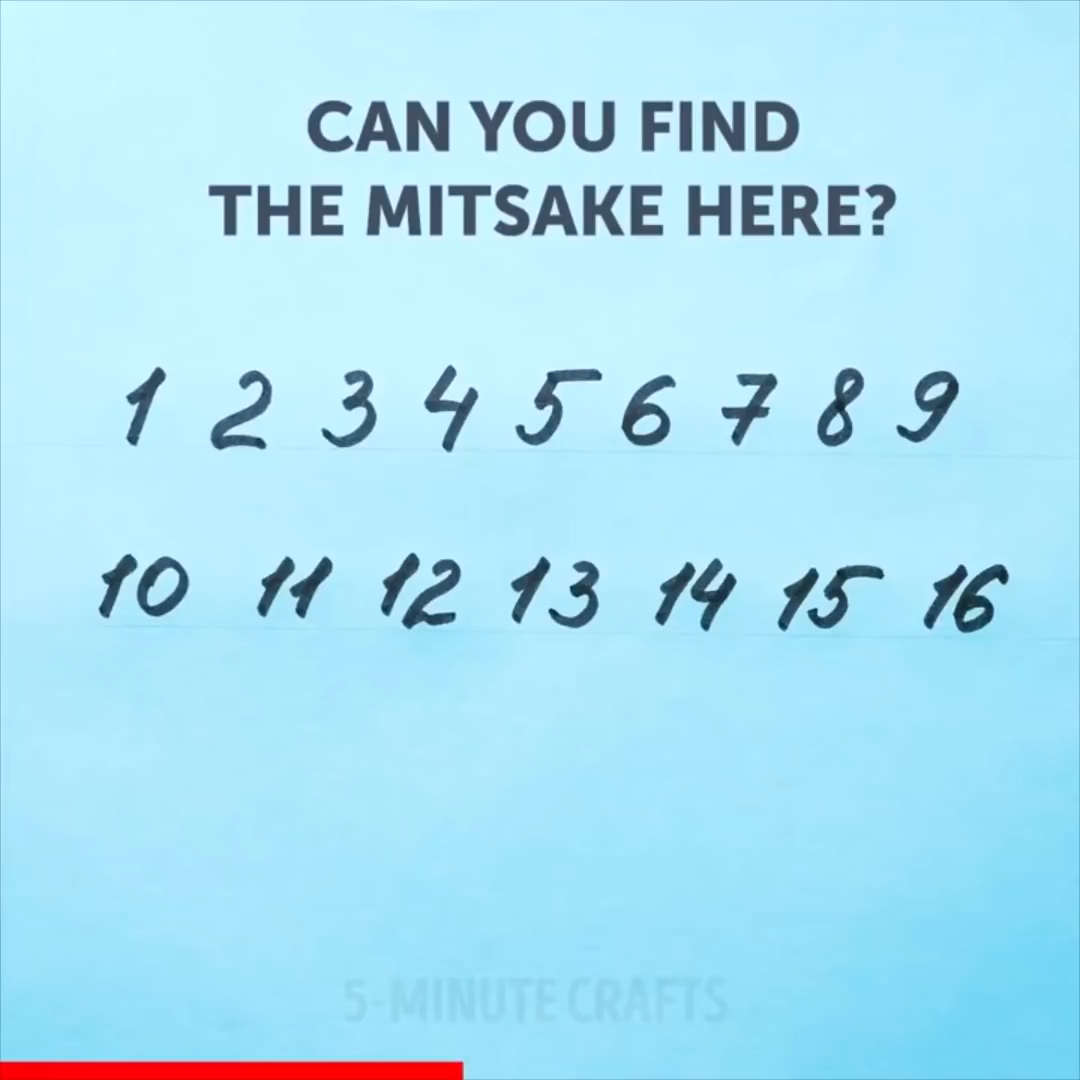 CAN YOU FIND
THE MITSAKE HERE?
1 2 3 4 5 6 7 8 9
10 11 12 13 14 15 16
5-MINUTE CRAFTS